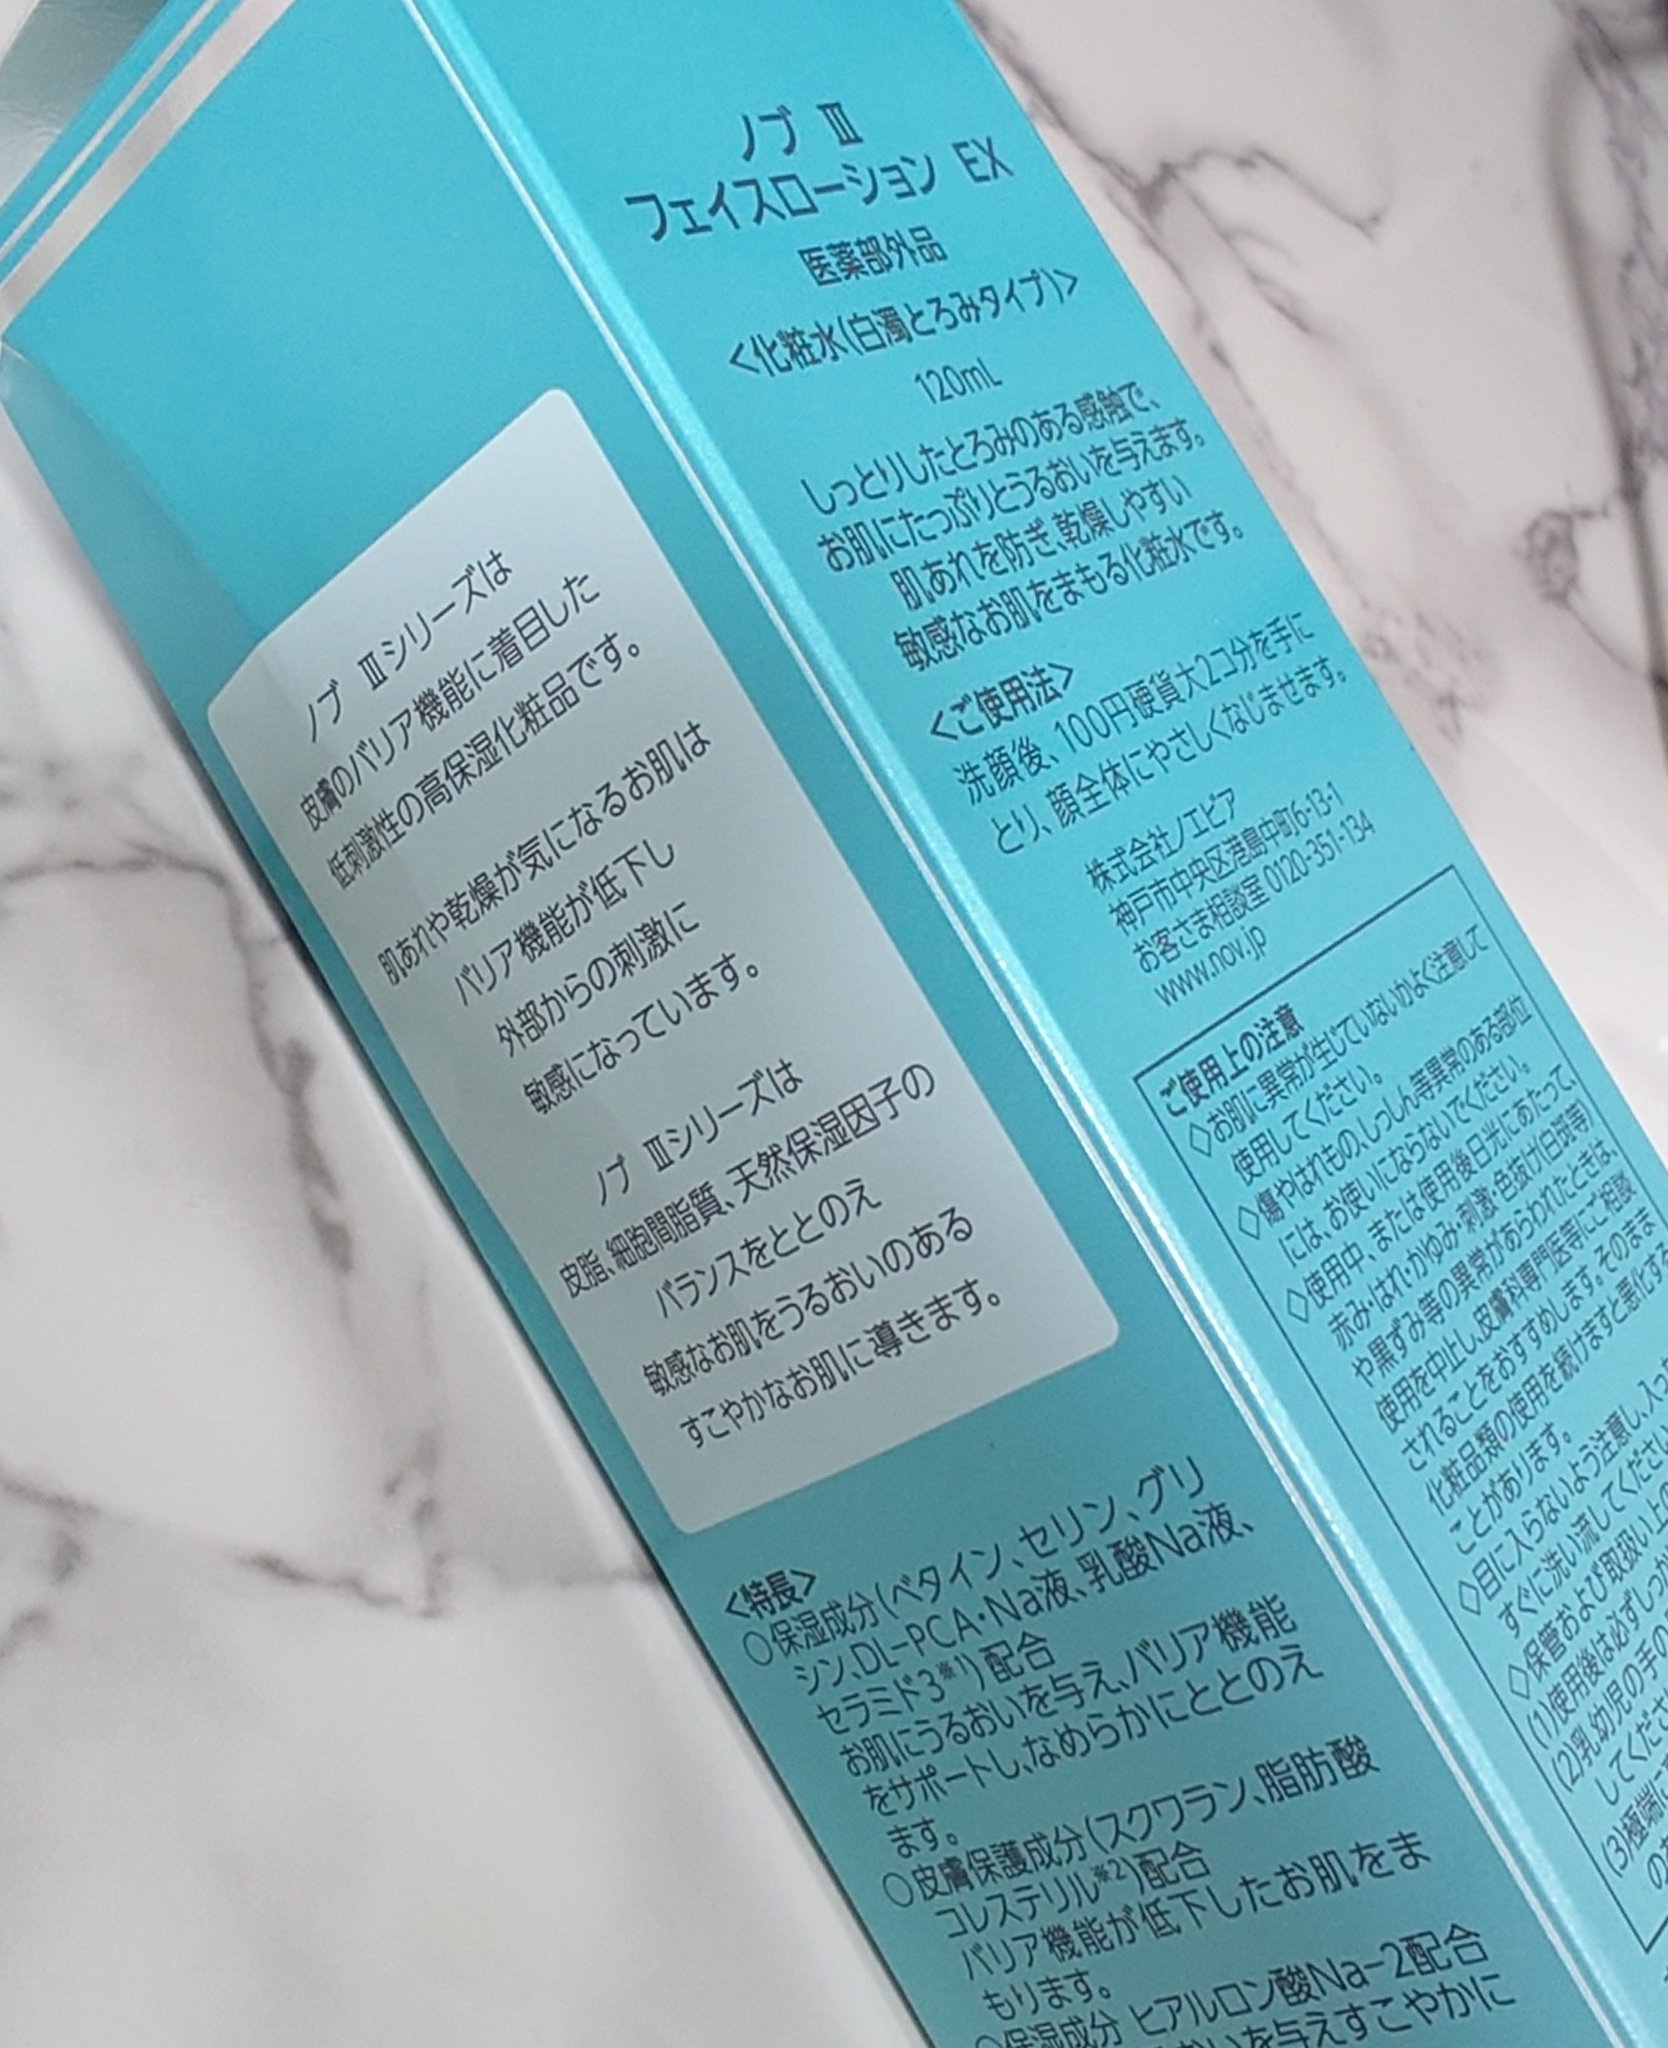 ノブ Ⅲシリーズは
皮膚のバリア機能に着目した
低刺激性の高保湿化粧品です。
肌あれや乾燥が気になるお肌は
バリア機能が低下し
外部からの刺激に
敏感になっています。
ノブ Ⅲシリーズは
皮脂、細胞間脂質、天然保湿因子の
バランスをととのえ
敏感なお肌をうるおいのある
すこやかなお肌に導きます。
<特長>
○保湿成分(ベタイン、セリン、グリ
シン、DL-PCA・Na液、乳酸Na液、
セラミド3※1)配合
お肌にうるおいを与え、バリア機能
をサポートし、なめらかにととのえ
ます。
○皮膚保護成分(スクワラン、脂肪酸
コレステリル※2)配合
バリア機能が低下したお肌をま
もります。
○保湿成分 ヒアルロン酸Na-2配合
おいを与えすこやかに
ノブ Ⅲ
フェイスローション EX
医薬部外品
<化粧水(白濁とろみタイプ)>
120mL
しっとりしたとろみのある感触で、
お肌にたっぷりとうるおいを与えます。
肌あれを防ぎ、乾燥しやすい
敏感なお肌をまもる化粧水です。
<ご使用法>
洗顔後、100円硬貨大2コ分を手に
とり、顔全体にやさしくなじませます。
株式会社ノエビア
神戸市中央区港島中町6-13-1
お客さま相談室 0120-351-134
www.nov.jp
ご使用上の注意
◇お肌に異常が生じていないかよく注意して
使用してください。
◇傷やはれもの、しっしん等異常のある部位
には、お使いにならないでください。
◇使用中、または使用後日光にあたって、
赤み・はれ・かゆみ・刺激・色抜け(白斑等)
や黒ずみ等の異常があらわれたときは、
使用を中止し、皮膚科専門医等にご相談
されることをおすすめします。そのまま
化粧品類の使用を続けますと悪化する
ことがあります。
◇目に入らないよう注意し、入っ
すぐに洗い流してください
◇保管および取扱い上の
(1)使用後は必ずしっか
(2)乳幼児の手の
してくださ
(3)極端に
の